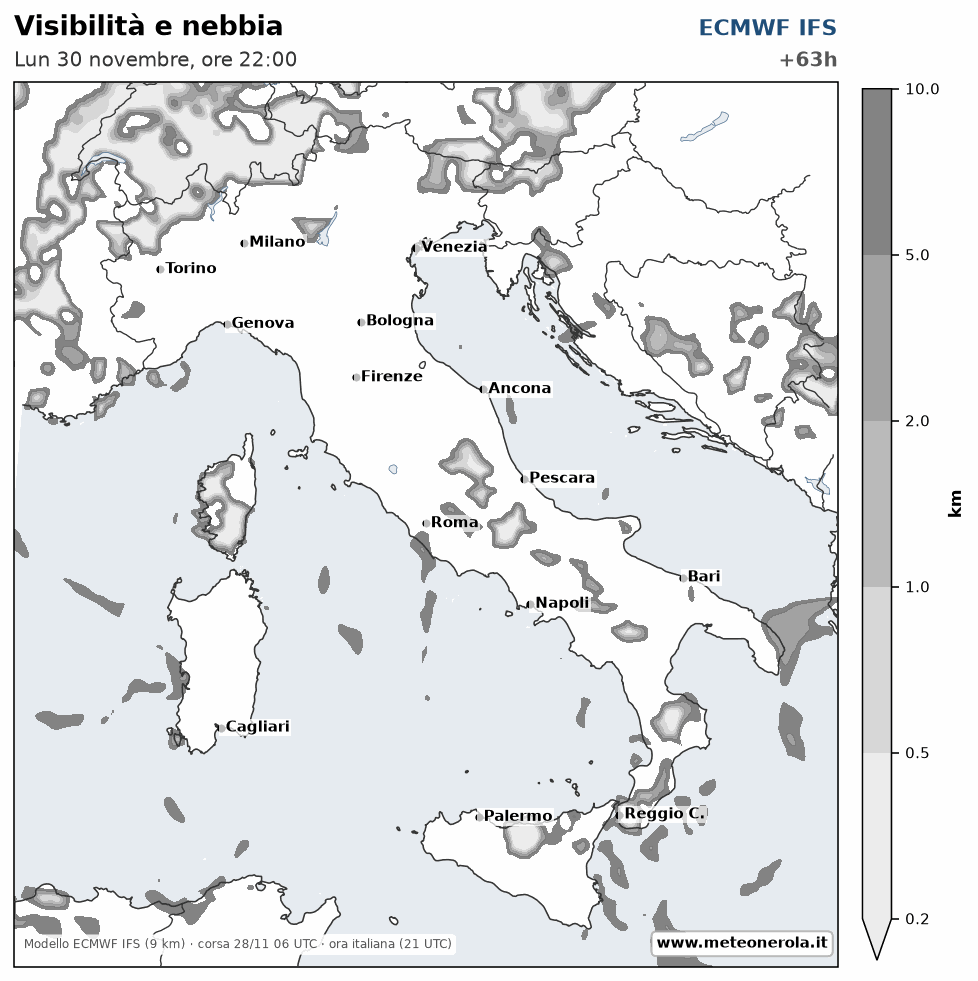 Visibilità e nebbia
ECMWF IFS
Lun 30 novembre, ore 22:00
+63h
10.0
5.0
2.0
1.0
0.5
0.2
km
Milano
Venezia
Torino
Genova
Bologna
Firenze
Ancona
Pescara
Roma
Bari
Napoli
Cagliari
Palermo
Reggio C.
Modello ECMWF IFS (9 km) · corsa 28/11 06 UTC · ora italiana (21 UTC)
www.meteonerola.it